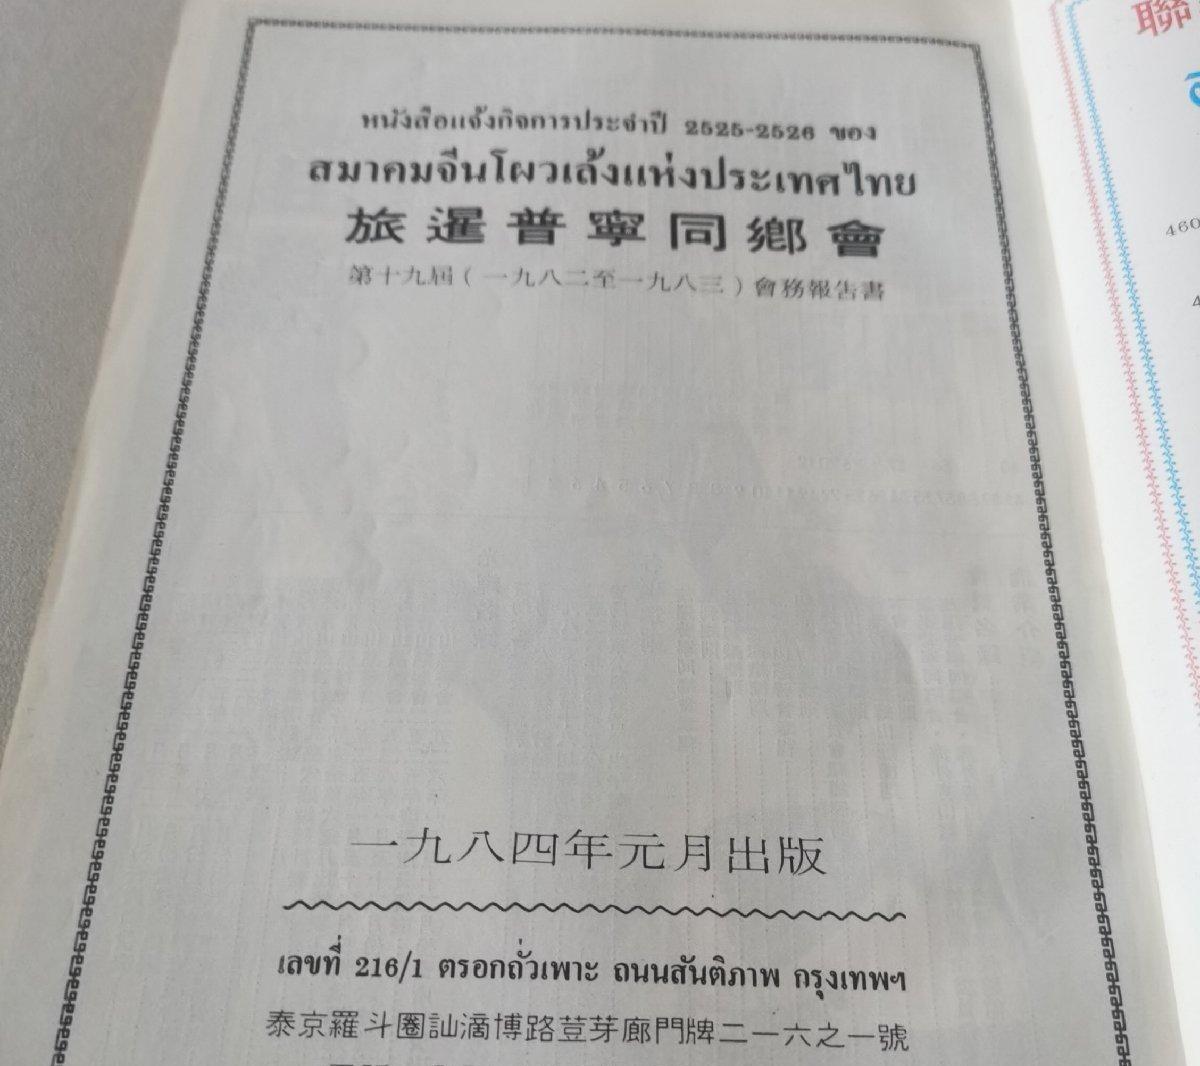 หนังสือแจ้งกิจการประจำปี 2525-2526 ของ
สมาคมจีนโผวเล้งแห่งประเทศไทย
旅暹普寧同鄉會
第十九屆(一九八二至一九八三)會務報告書
一九八四年元月出版
เลขที่ 216/1 ตรอกถั่วเพาะ ถนนสันติภาพ กรุงเทพฯ
泰京羅斗圈訕滴博路荳芽廊門牌二一六之一號
聯
460
4